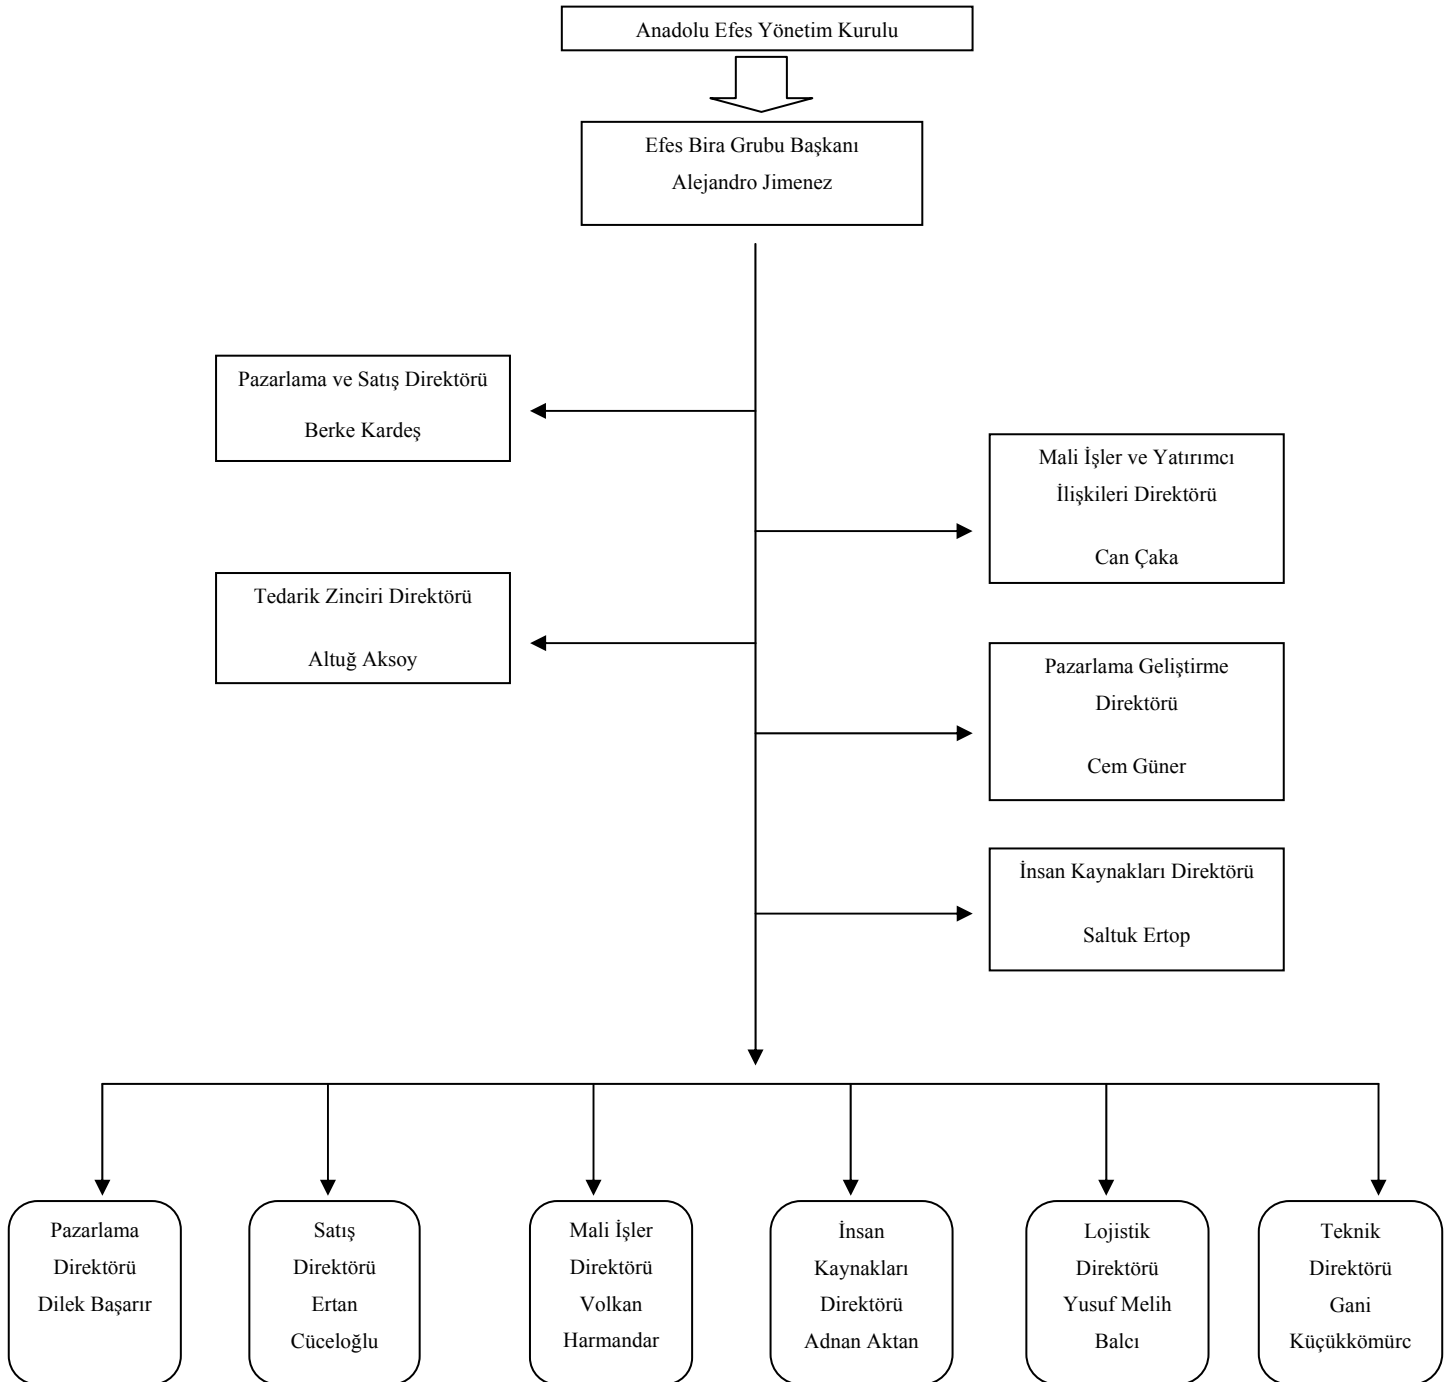 Anadolu Efes Yönetim Kurulu
Efes Bira Grubu Başkanı
Alejandro Jimenez
Pazarlama ve Satış Direktörü
Berke Kardeş
Mali İşler ve Yatırımcı
İlişkileri Direktörü
Can Çaka
Tedarik Zinciri Direktörü
Altuğ Aksoy
Pazarlama Geliştirme
Direktörü
Cem Güner
İnsan Kaynakları Direktörü
Saltuk Ertop
Pazarlama
Direktörü
Dilek Başarır
Satış
Direktörü
Ertan
Cüceloğlu
Mali İşler
Direktörü
Volkan
Harmandar
İnsan
Kaynakları
Direktörü
Adnan Aktan
Lojistik
Direktörü
Yusuf Melih
Balcı
Teknik
Direktörü
Gani
Küçükkömürc